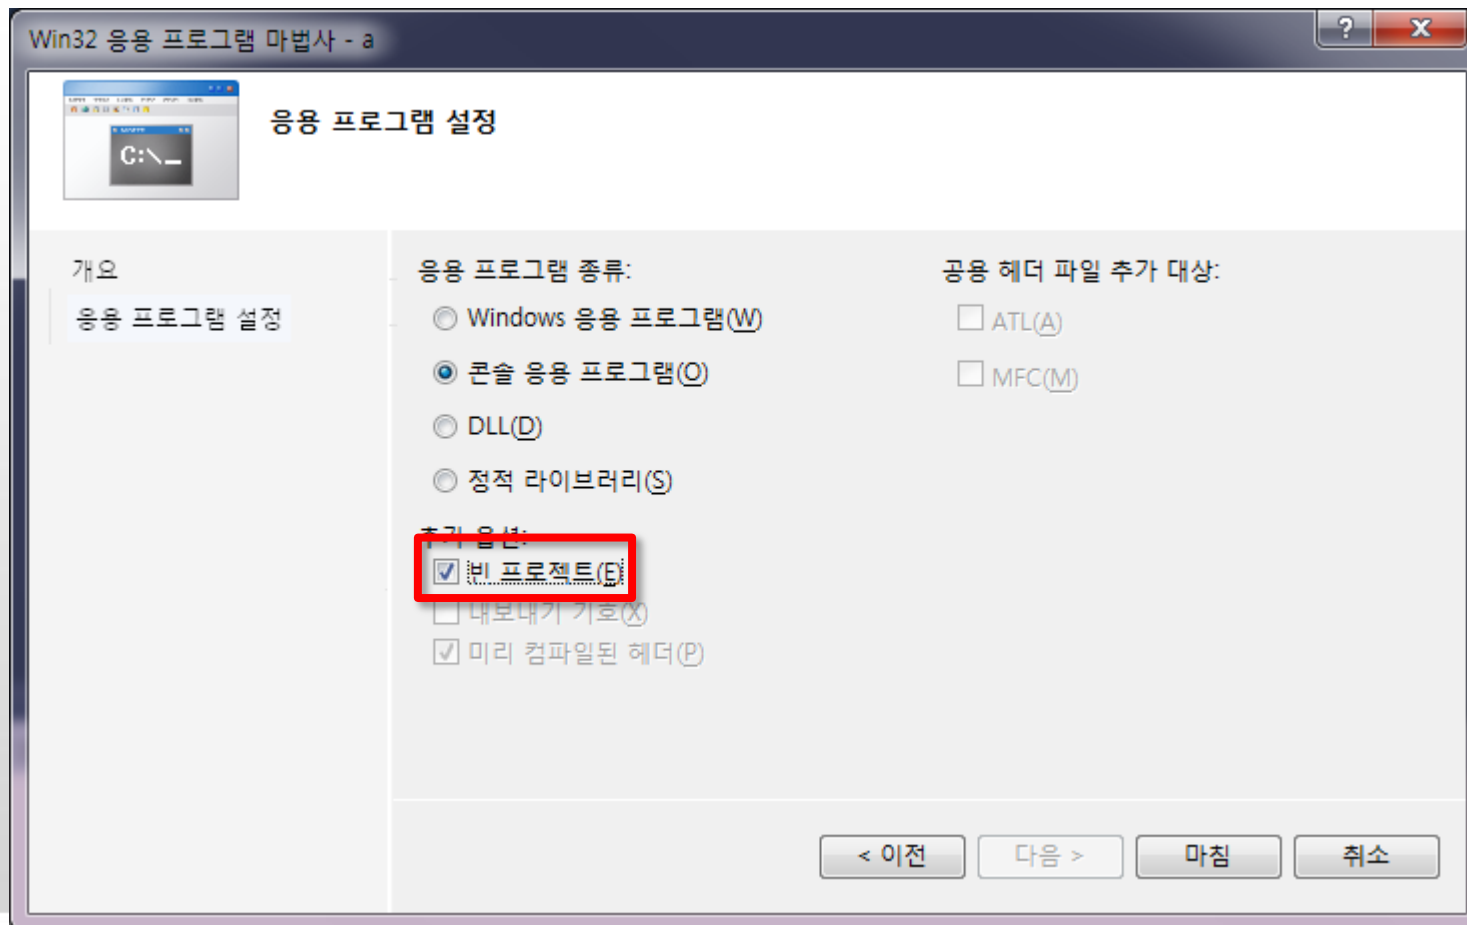 Win32 응용 프로그램 마법사 - a
?
X
C:\_
응용 프로그램 설정
개요
응용 프로그램 설정
응용 프로그램 종류:
Windows 응용 프로그램(W)
콘솔 응용 프로그램(O)
DLL(D)
정적 라이브러리(S)
추가 옵션:
빈 프로젝트(E)
내보내기 기호(X)
미리 컴파일된 헤더(P)
공용 헤더 파일 추가 대상:
ATL(A)
MFC(M)
< 이전
다음 >
마침
취소